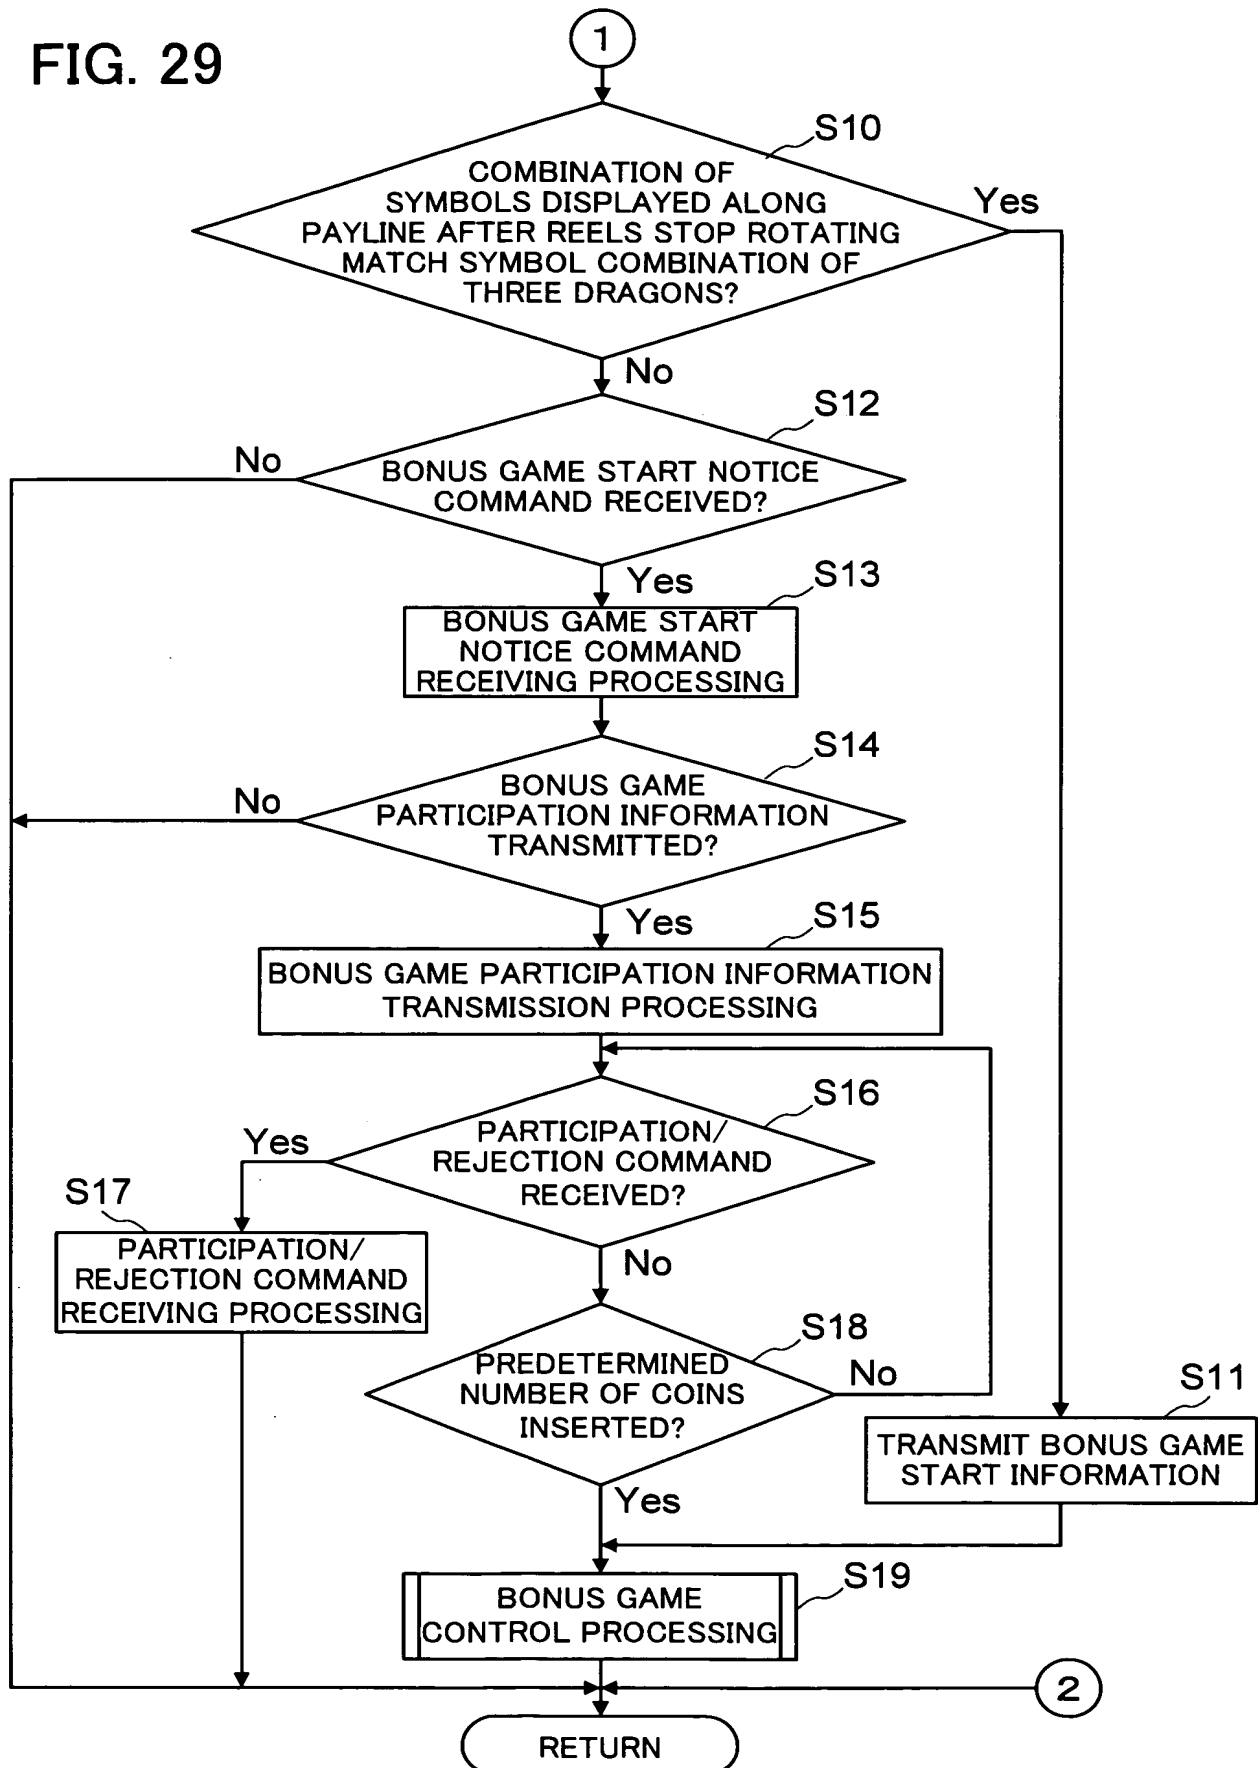 FIG. 29
1
S10
COMBINATION OF
SYMBOLS DISPLAYED ALONG
PAYLINE AFTER REELS STOP ROTATING
MATCH SYMBOL COMBINATION OF
THREE DRAGONS?
Yes
No
S12
BONUS GAME START NOTICE
COMMAND RECEIVED?
No
Yes
S13
BONUS GAME START
NOTICE COMMAND
RECEIVING PROCESSING
S14
BONUS GAME
PARTICIPATION INFORMATION
TRANSMITTED?
No
Yes
S15
BONUS GAME PARTICIPATION INFORMATION
TRANSMISSION PROCESSING
S16
PARTICIPATION/
REJECTION COMMAND
RECEIVED?
Yes
No
S17
PARTICIPATION/
REJECTION COMMAND
RECEIVING PROCESSING
S18
PREDETERMINED
NUMBER OF COINS
INSERTED?
No
Yes
S11
TRANSMIT BONUS GAME
START INFORMATION
S19
BONUS GAME
CONTROL PROCESSING
2
RETURN